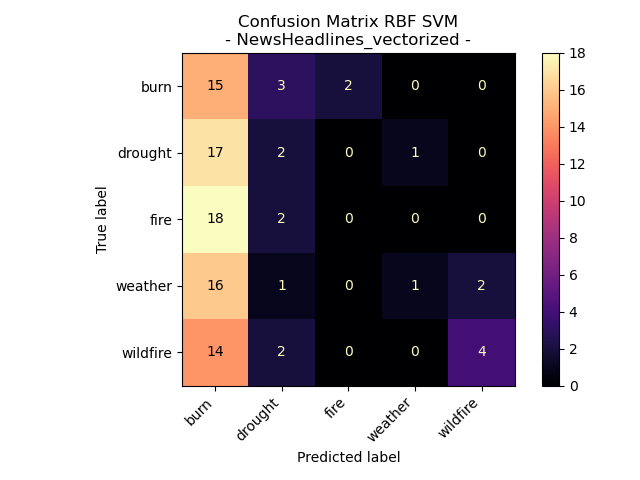 Confusion Matrix RBF SVM
- NewsHeadlines_vectorized -
True label
burn 15 3 2 0 0
drought 17 2 0 1 0
fire 18 2 0 0 0
weather 16 1 0 1 2
wildfire 14 2 0 0 4
burn drought fire weather wildfire
Predicted label
18
16
14
12
10
8
6
4
2
0